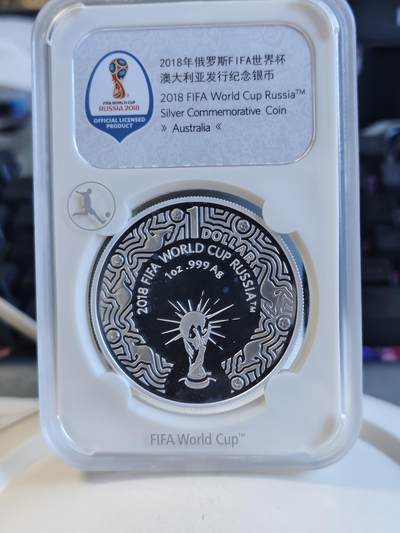 FIFA WORLD CUP
RUSSIA 2018
OFFICIAL LICENSED
PRODUCT
2018年俄罗斯FIFA世界杯
澳大利亚发行纪念银币
2018 FIFA World Cup Russia™
Silver Commemorative Coin
» Australia «
1
DOLLAR
2018 FIFA WORLD CUP RUSSIA™
1oz .999 Ag
FIFA World Cup™